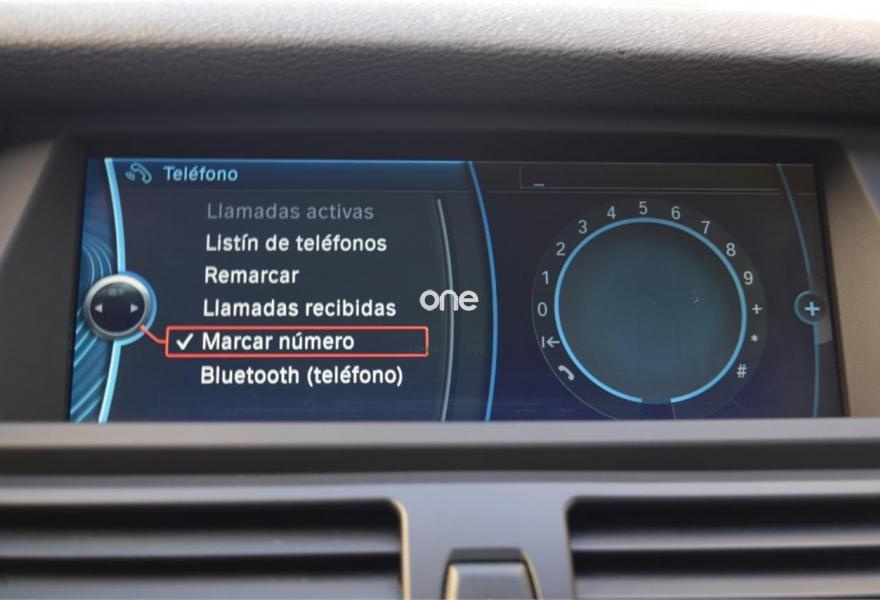 Teléfono
Llamadas activas
Listín de teléfonos
Remarcar
Llamadas recibidas
Marcar número
Bluetooth (teléfono)
0 1 2 3 4 5 6 7 8 9 + * #
+
one